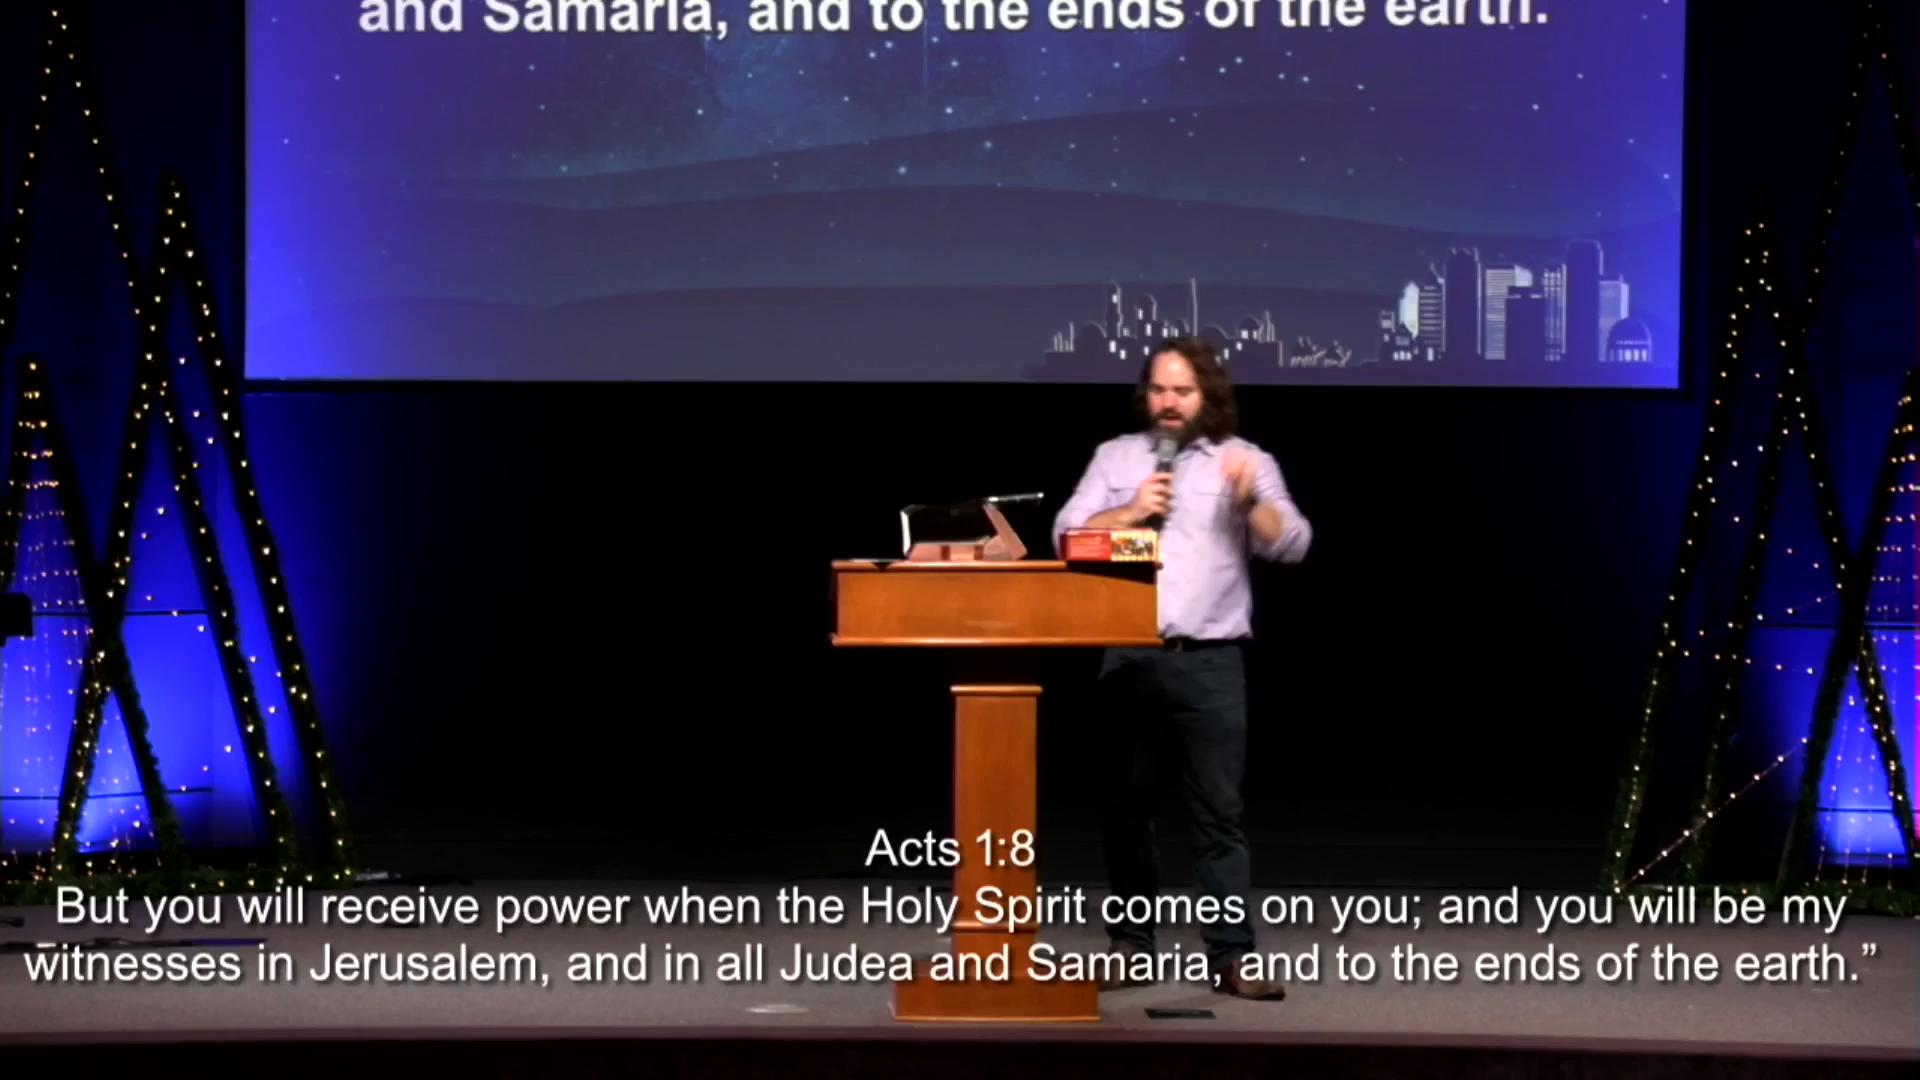 and Samaria, and to the ends of the earth.
Acts 1:8
But you will receive power when the Holy Spirit comes on you; and you will be my
witnesses in Jerusalem, and in all Judea and Samaria, and to the ends of the earth.”